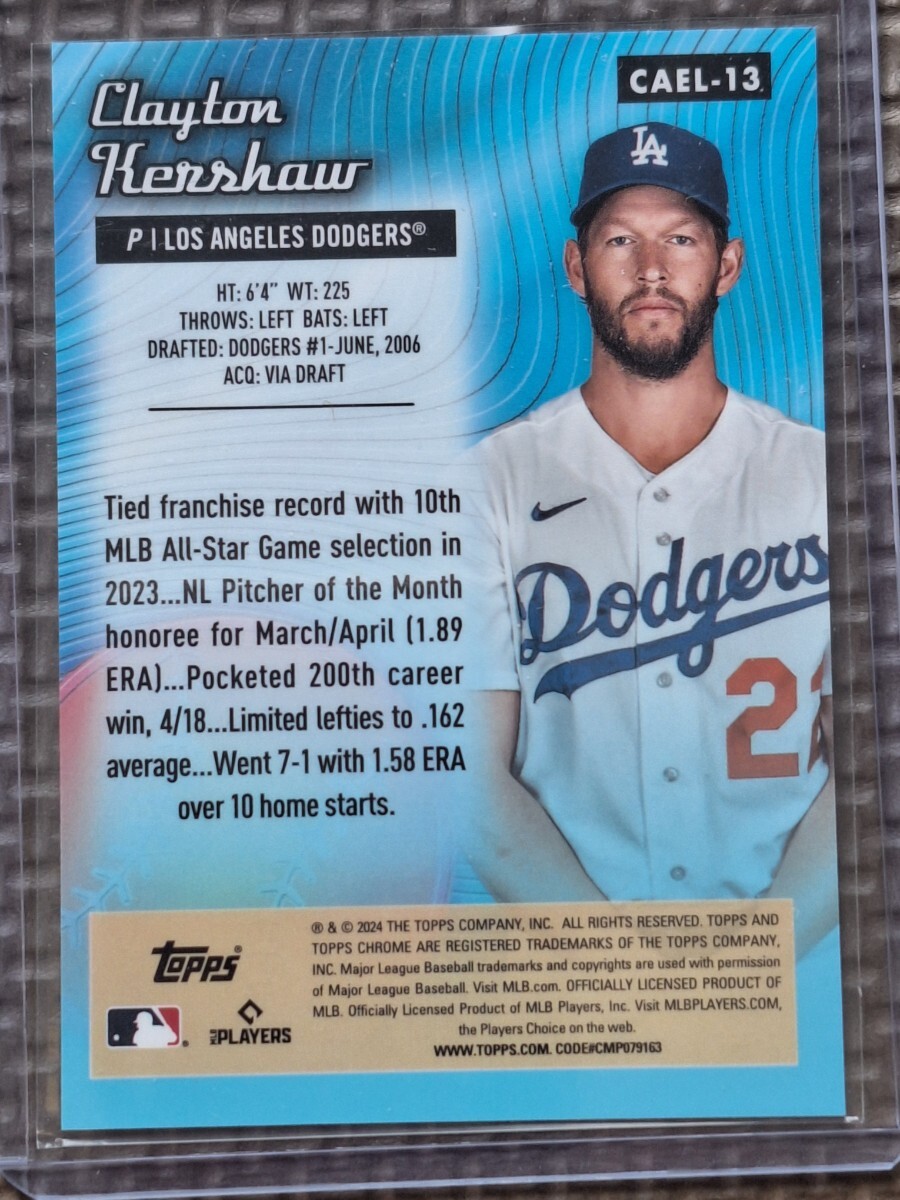 CAEL-13
Clayton
Kershaw
P | LOS ANGELES DODGERS®
HT: 6'4" WT: 225
THROWS: LEFT BATS: LEFT
DRAFTED: DODGERS #1-JUNE, 2006
ACQ: VIA DRAFT
LA
Tied franchise record with 10th
MLB All-Star Game selection in
2023...NL Pitcher of the Month
honoree for March/April (1.89
ERA)...Pocketed 200th career
win, 4/18...Limited lefties to .162
average...Went 7-1 with 1.58 ERA
over 10 home starts.
Dodgers
22
TOPPS®
MLB PLAYERS
® & © 2024 THE TOPPS COMPANY, INC. ALL RIGHTS RESERVED. TOPPS AND
TOPPS CHROME ARE REGISTERED TRADEMARKS OF THE TOPPS COMPANY,
INC. Major League Baseball trademarks and copyrights are used with permission
of Major League Baseball. Visit MLB.com. OFFICIALLY LICENSED PRODUCT OF
MLB. Officially Licensed Product of MLB Players, Inc. Visit MLBPLAYERS.COM,
the Players Choice on the web.
WWW.TOPPS.COM. CODE#CMP079163